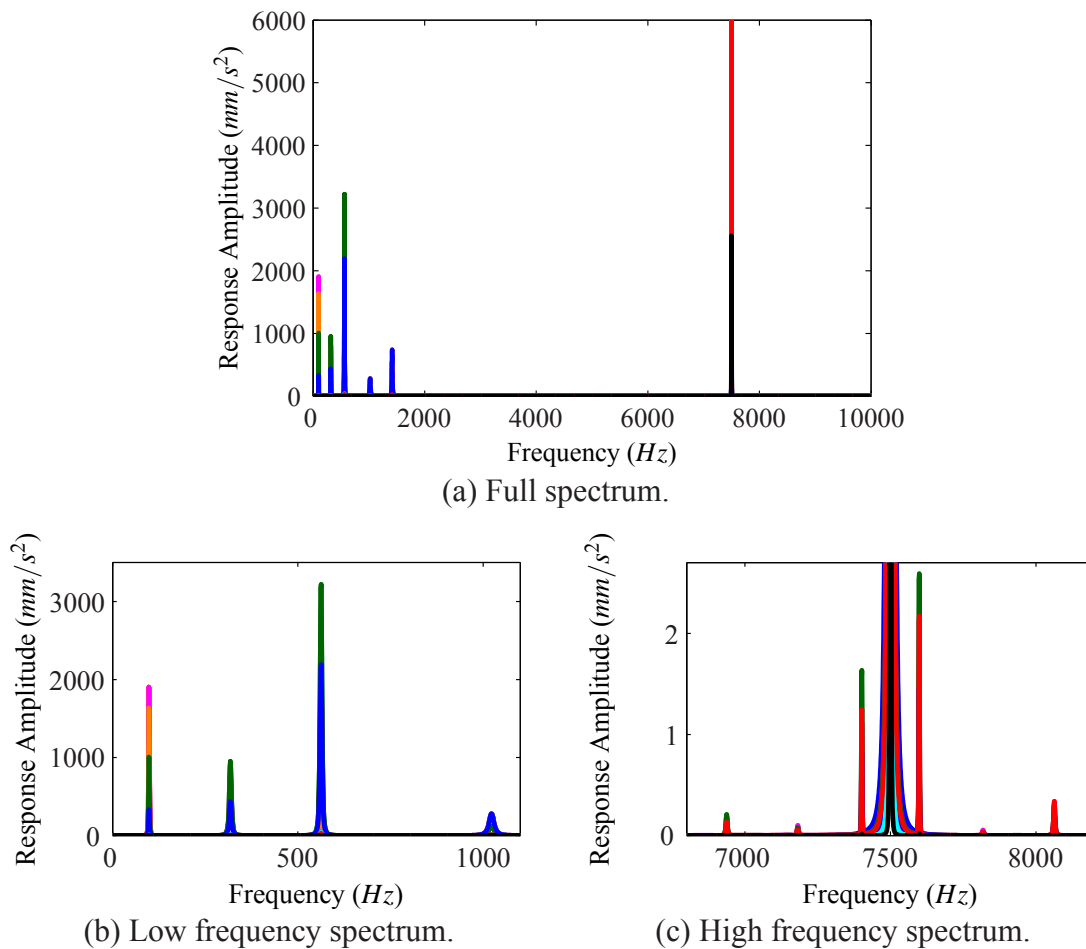 6000
5000
4000
3000
2000
1000
0
Response Amplitude (mm/s²)
0 2000 4000 6000 8000 10000
Frequency (Hz)
(a) Full spectrum.
3000
2000
1000
0
Response Amplitude (mm/s²)
0 500 1000
Frequency (Hz)
(b) Low frequency spectrum.
2
1
0
Response Amplitude (mm/s²)
7000 7500 8000
Frequency (Hz)
(c) High frequency spectrum.